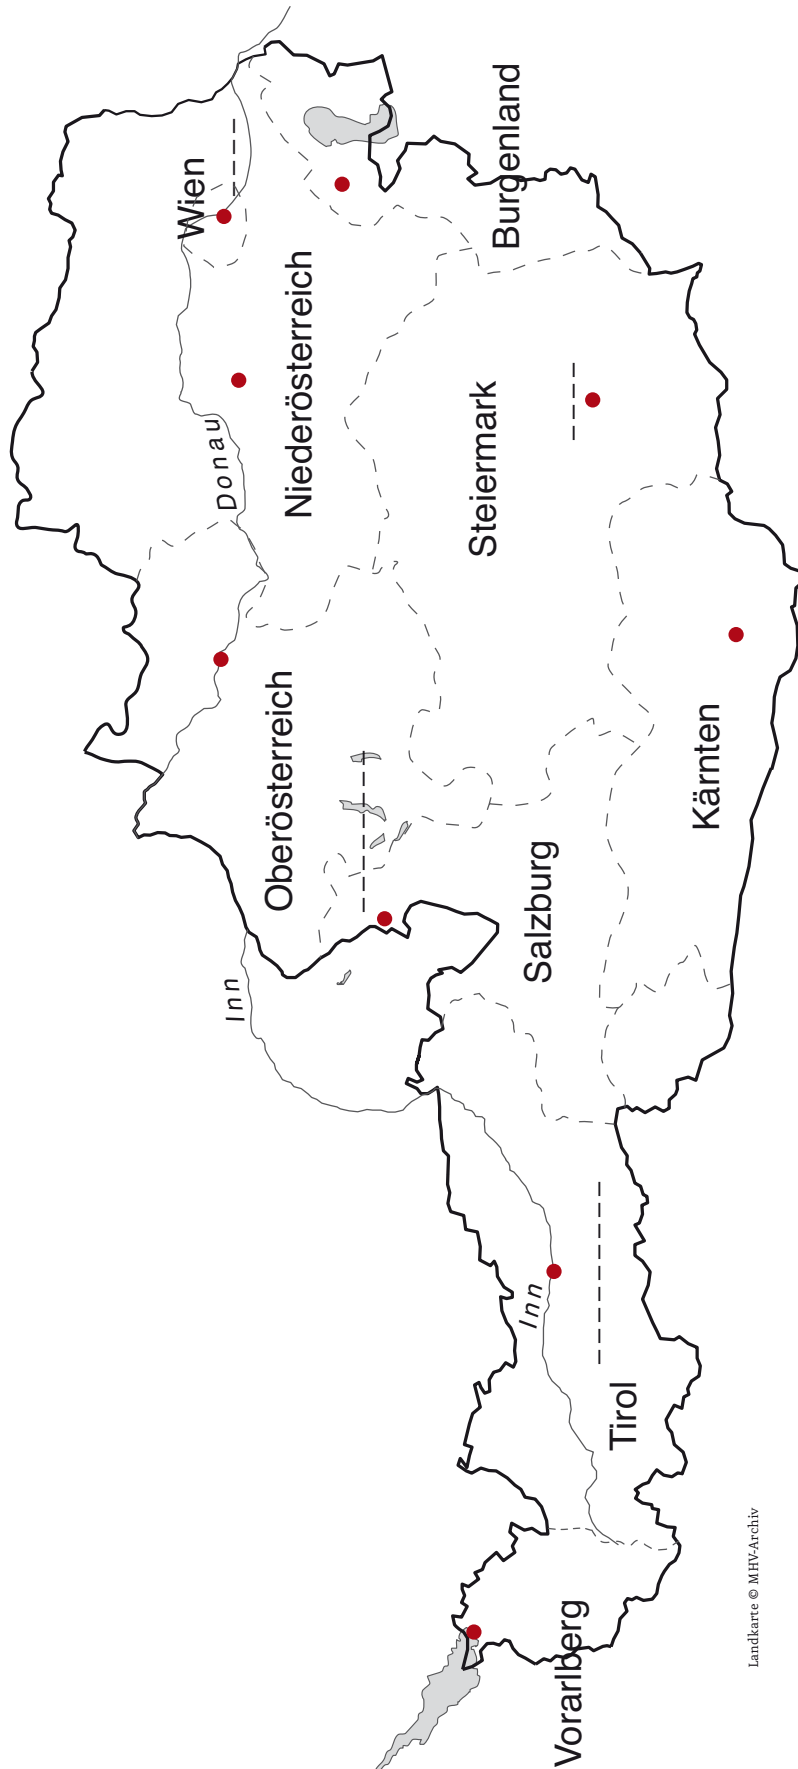 Wien
Burgenland
Niederösterreich
Donau
Steiermark
Oberösterreich
Kärnten
Salzburg
Inn
Inn
Tirol
Vorarlberg
Landkarte © MHV-Archiv